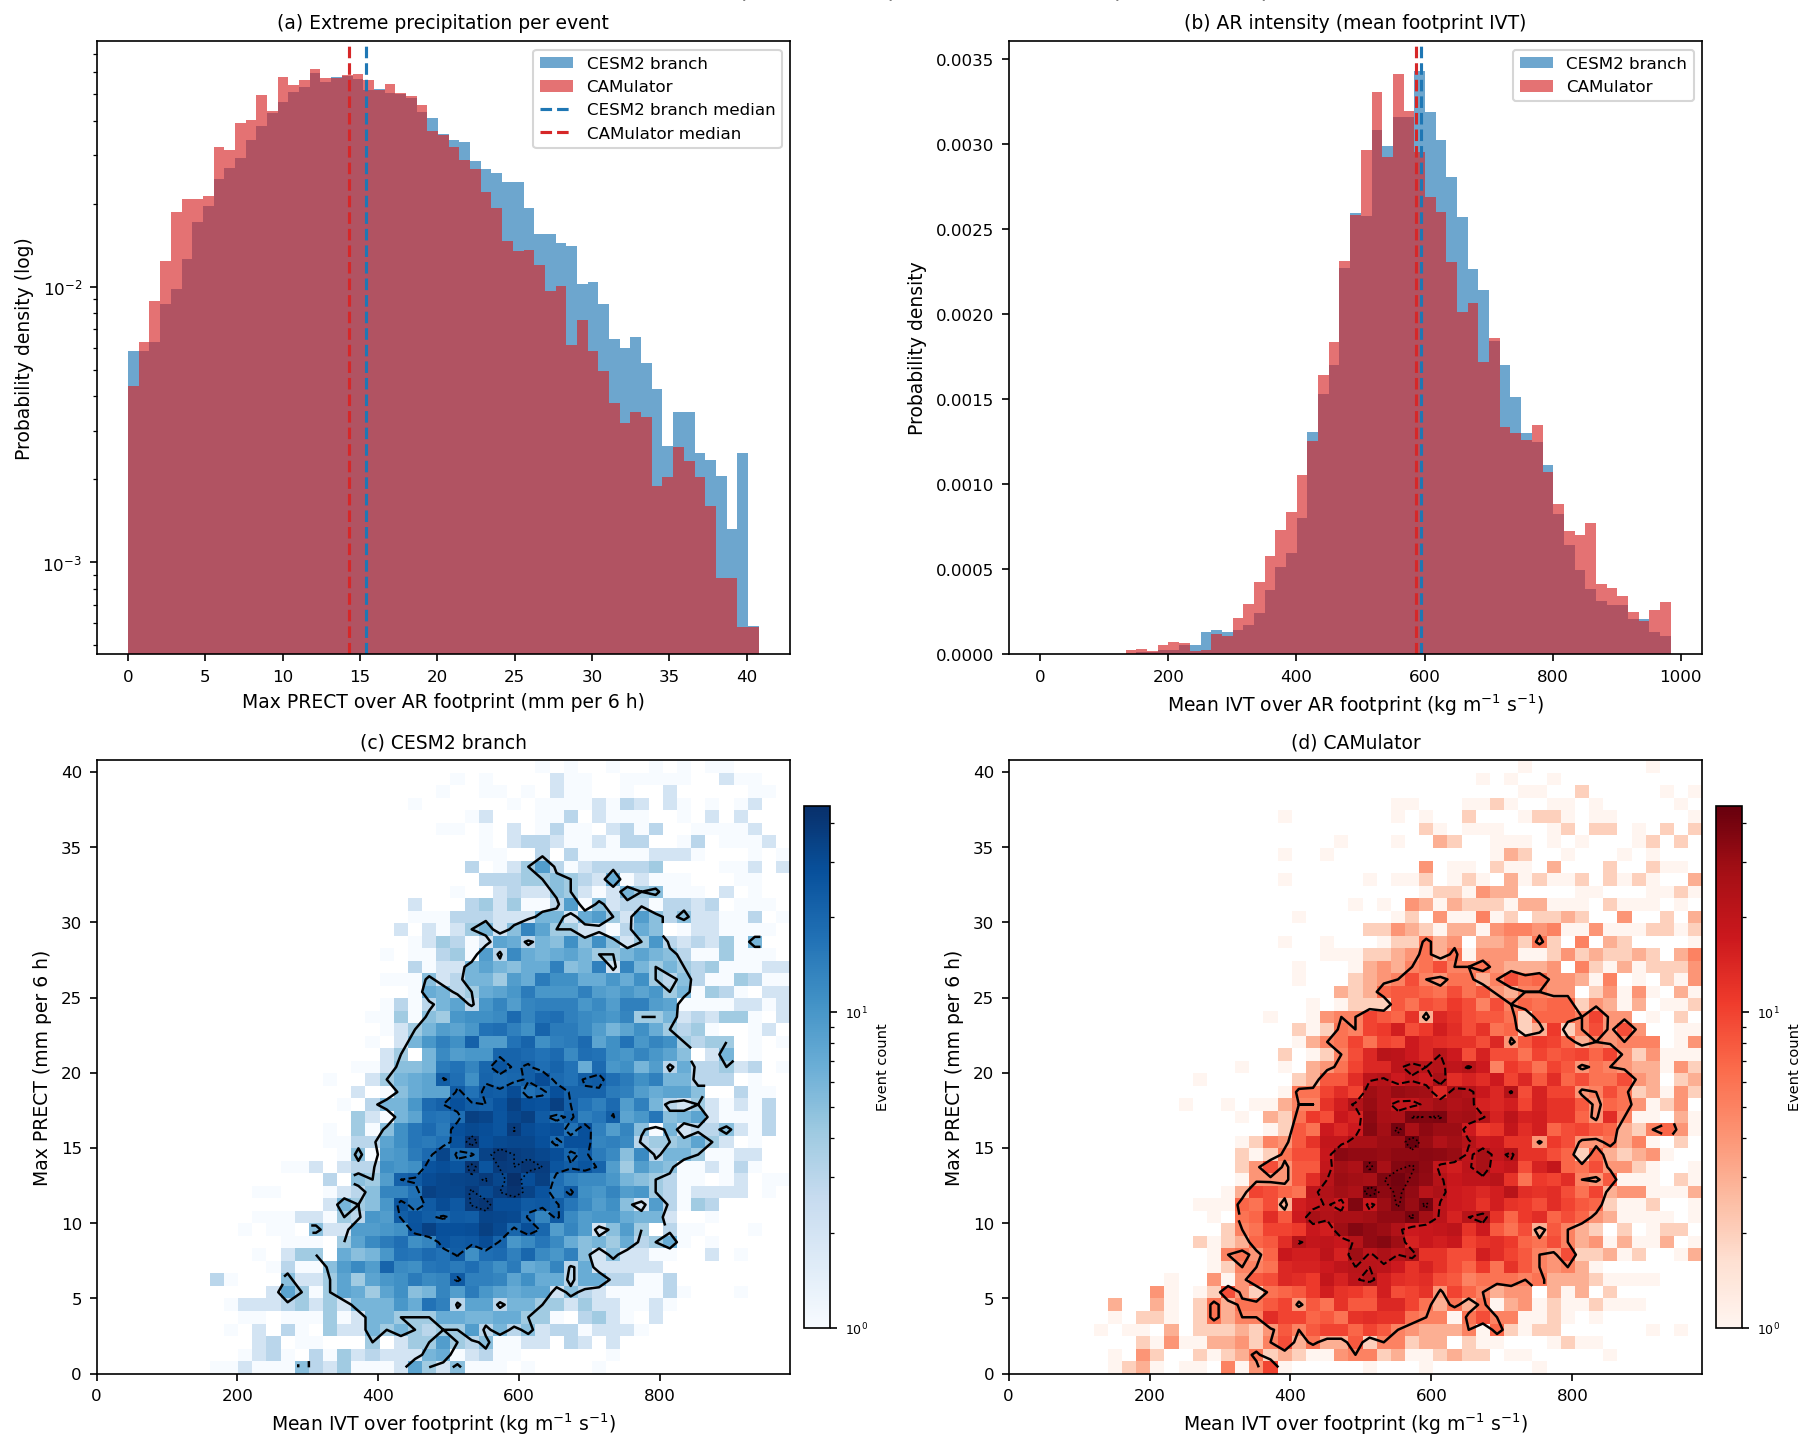 (a) Extreme precipitation per event
CESM2 branch
CAMulator
CESM2 branch median
CAMulator median
Probability density (log)
10⁻²
10⁻³
0 5 10 15 20 25 30 35 40
Max PRECT over AR footprint (mm per 6 h)
(b) AR intensity (mean footprint IVT)
CESM2 branch
CAMulator
Probability density
0.0035
0.0030
0.0025
0.0020
0.0015
0.0010
0.0005
0.0000
0 200 400 600 800 1000
Mean IVT over AR footprint (kg m⁻¹ s⁻¹)
(c) CESM2 branch
Max PRECT (mm per 6 h)
40
35
30
25
20
15
10
5
0
0 200 400 600 800
Mean IVT over footprint (kg m⁻¹ s⁻¹)
10¹
10⁰
Event count
(d) CAMulator
Max PRECT (mm per 6 h)
40
35
30
25
20
15
10
5
0
0 200 400 600 800
Mean IVT over footprint (kg m⁻¹ s⁻¹)
10¹
10⁰
Event count